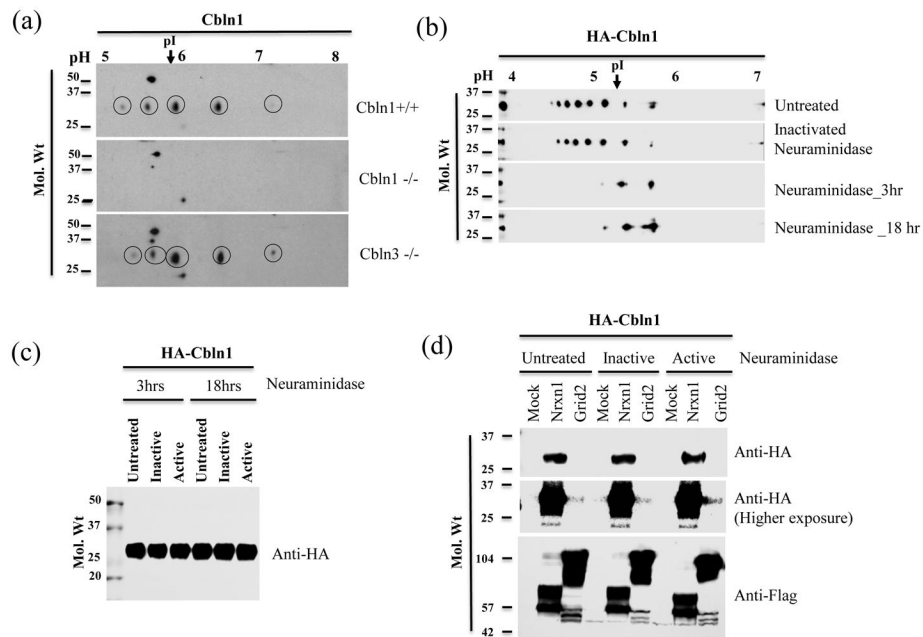 (a)
Cbln1
pI
pH 5 6 7 8
Mol. Wt
50
37
25
Cbln1+/+
50
37
25
Cbln1 -/-
50
37
25
Cbln3 -/-
(b)
HA-Cbln1
pI
pH 4 5 6 7
Mol. Wt
37
25
Untreated
37
25
Inactivated
Neuraminidase
37
25
Neuraminidase_3hr
37
25
Neuraminidase _18 hr
(c)
HA-Cbln1
3hrs 18hrs Neuraminidase
Untreated Inactive Active Untreated Inactive Active
Mol. Wt
50
37
25
20
Anti-HA
(d)
HA-Cbln1
Untreated Inactive Active Neuraminidase
Mock Nrxn1 Grid2 Mock Nrxn1 Grid2 Mock Nrxn1 Grid2
Mol. Wt
37
25
Anti-HA
37
25
Anti-HA
(Higher exposure)
104
57
42
Anti-Flag